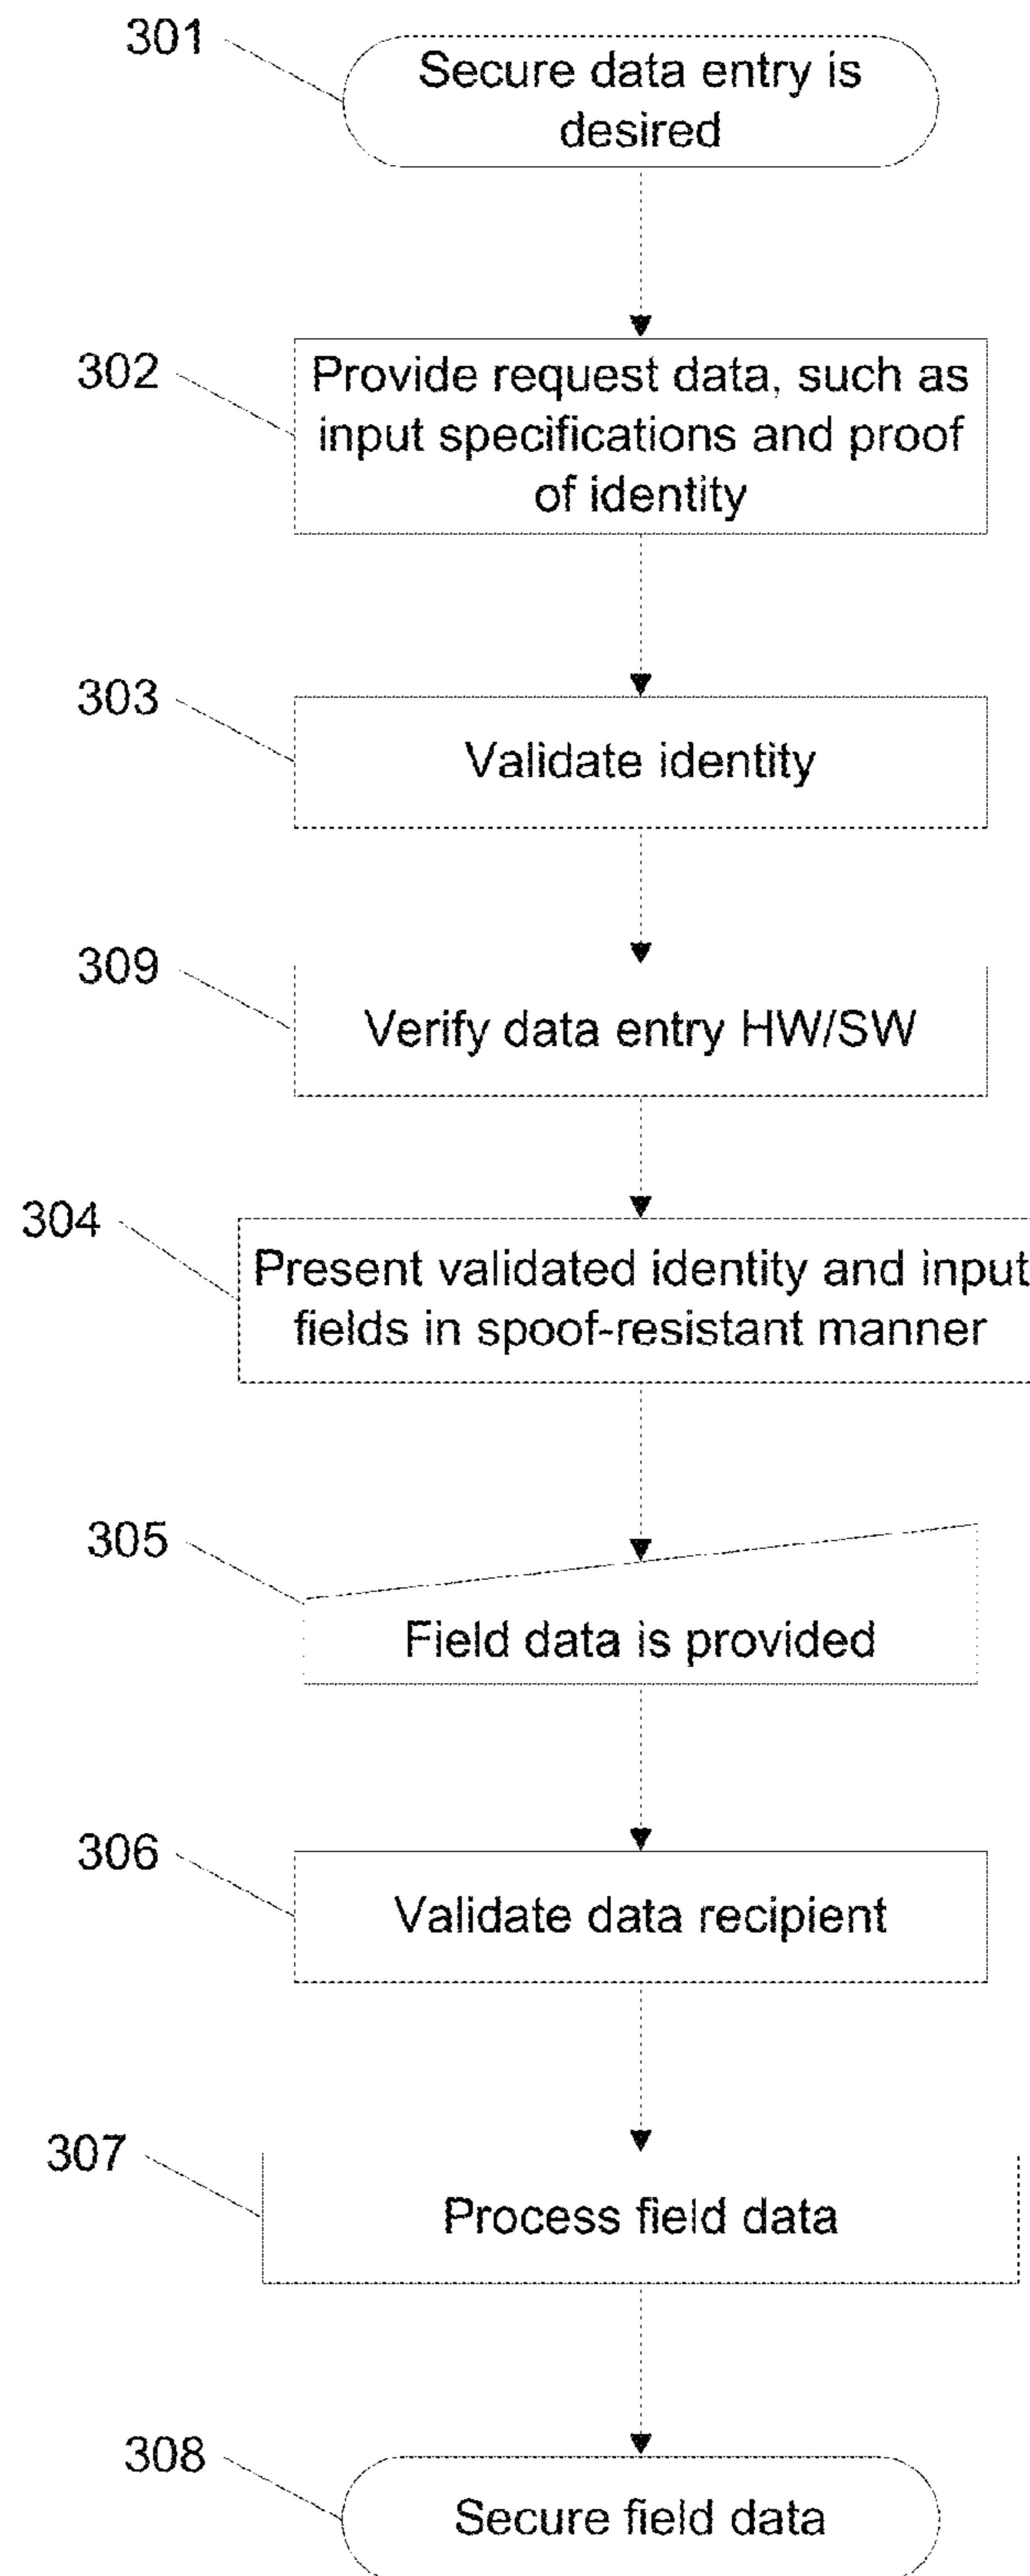 301
Secure data entry is
desired
302
Provide request data, such as
input specifications and proof
of identity
303
Validate identity
309
Verify data entry HW/SW
304
Present validated identity and input
fields in spoof-resistant manner
305
Field data is provided
306
Validate data recipient
307
Process field data
308
Secure field data